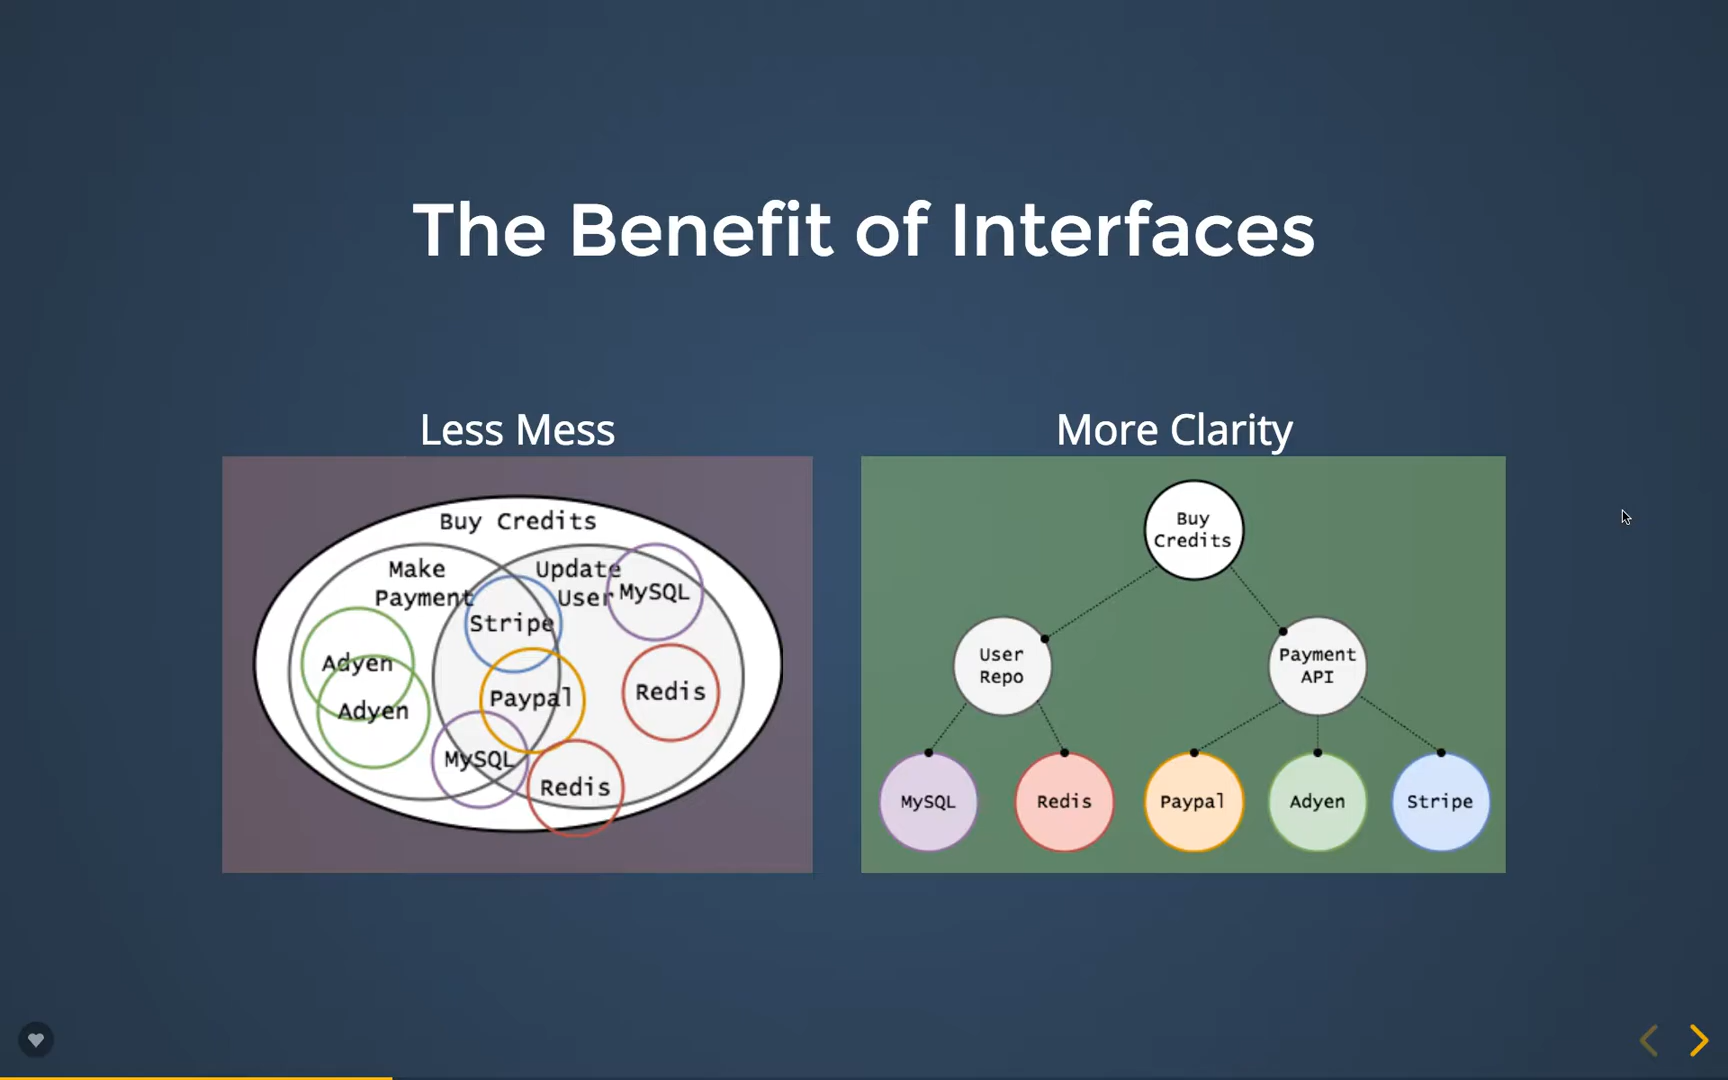 The Benefit of Interfaces
Less Mess
Buy Credits
Make
Payment
Update
User
MySQL
Stripe
Adyen
Adyen
Paypal
Redis
MySQL
Redis
More Clarity
Buy
Credits
User
Repo
Payment
API
MySQL
Redis
Paypal
Adyen
Stripe